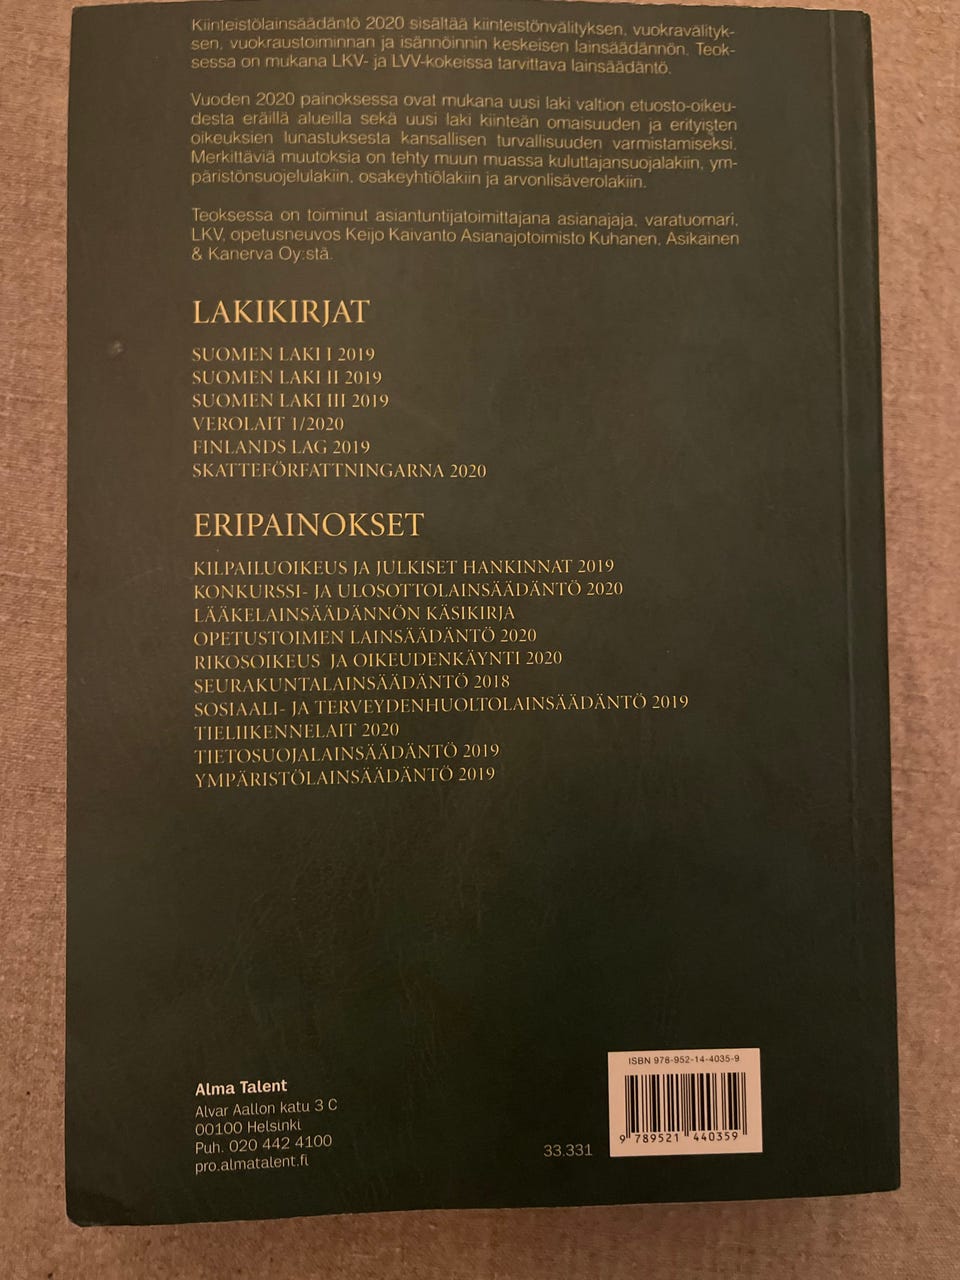 Kiinteistölainsäädäntö 2020 sisältää kiinteistönvälityksen, vuokravälityk-
sen, vuokraustoiminnan ja isännöinnin keskeisen lainsäädännön. Teok-
sessa on mukana LKV- ja LVV-kokeissa tarvittava lainsäädäntö.
Vuoden 2020 painoksessa ovat mukana uusi laki valtion etuosto-oikeu-
desta eräillä alueilla sekä uusi laki kiinteän omaisuuden ja erityisten
oikeuksien lunastuksesta kansallisen turvallisuuden varmistamiseksi.
Merkittäviä muutoksia on tehty muun muassa kuluttajansuojalakiin, ym-
päristönsuojelulakiin, osakeyhtiölakiin ja arvonlisäverolakiin.
Teoksessa on toiminut asiantuntijatoimittajana asianajaja, varatuomari,
LKV, opetusneuvos Keijo Kaivanto Asianajotoimisto Kuhanen, Asikainen
& Kanerva Oy:stä.
LAKIKIRJAT
SUOMEN LAKI I 2019
SUOMEN LAKI II 2019
SUOMEN LAKI III 2019
VEROLAIT 1/2020
FINLANDS LAG 2019
SKATTEFÖRFATTNINGARNA 2020
ERIPAINOKSET
KILPAILUOIKEUS JA JULKISET HANKINNAT 2019
KONKURSSI- JA ULOSOTTOLAINSÄÄDÄNTÖ 2020
LÄÄKELAINSÄÄDÄNNÖN KÄSIKIRJA
OPETUSTOIMEN LAINSÄÄDÄNTÖ 2020
RIKOSOIKEUS JA OIKEUDENKÄYNTI 2020
SEURAKUNTALAINSÄÄDÄNTÖ 2018
SOSIAALI- JA TERVEYDENHUOLTOLAINSÄÄDÄNTÖ 2019
TIELIIKENNELAIT 2020
TIETOSUOJALAINSÄÄDÄNTÖ 2019
YMPÄRISTÖLAINSÄÄDÄNTÖ 2019
Alma Talent
Alvar Aallon katu 3 C
00100 Helsinki
Puh. 020 442 4100
pro.almatalent.fi
33.331
ISBN 978-952-14-4035-9
9 789521 440359